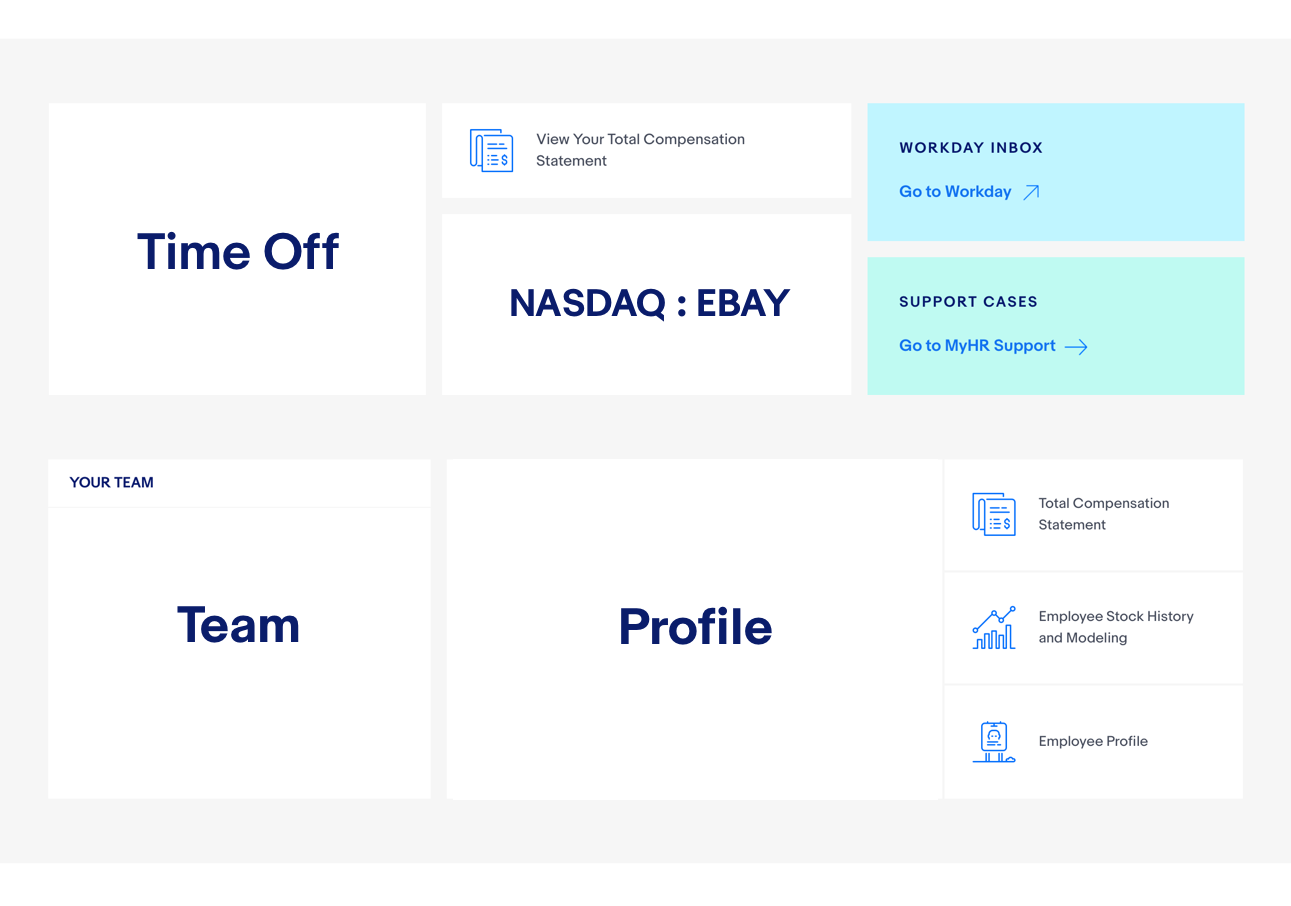 Time Off
View Your Total Compensation
Statement
NASDAQ : EBAY
WORKDAY INBOX
Go to Workday
SUPPORT CASES
Go to MyHR Support
YOUR TEAM
Team
Profile
Total Compensation
Statement
Employee Stock History
and Modeling
Employee Profile